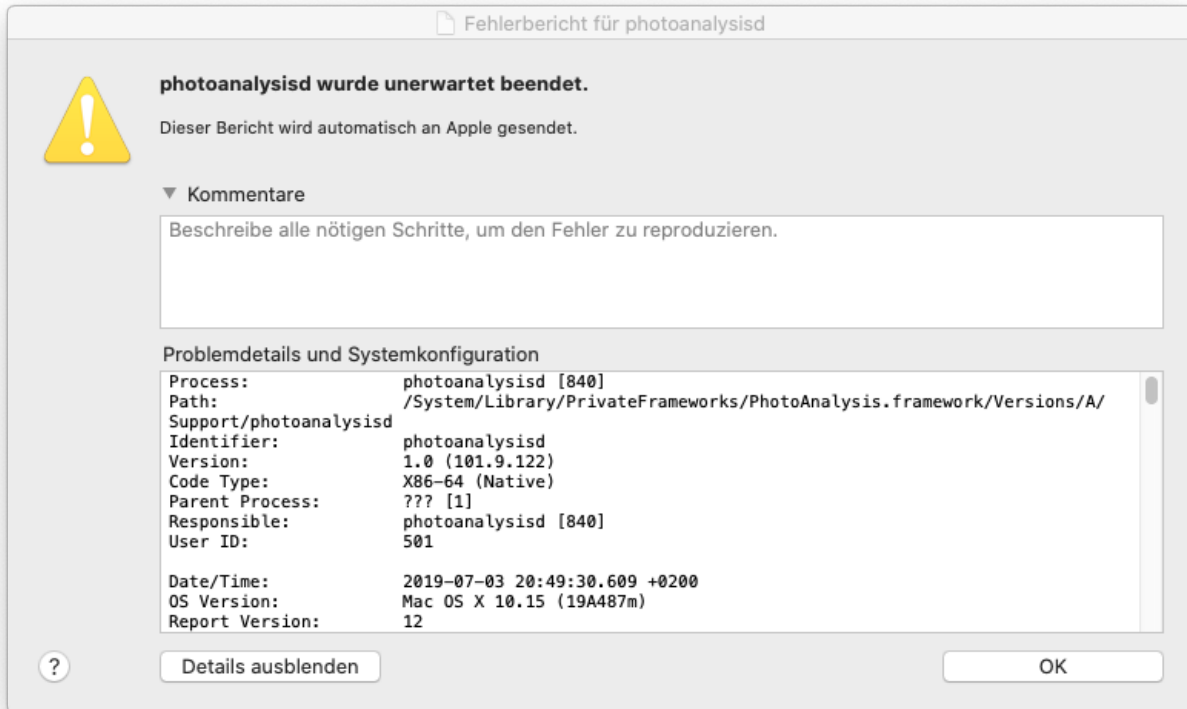 Fehlerbericht für photoanalysisd
photoanalysisd wurde unerwartet beendet.
Dieser Bericht wird automatisch an Apple gesendet.
Kommentare
Beschreibe alle nötigen Schritte, um den Fehler zu reproduzieren.
Problemdetails und Systemkonfiguration
Process: photoanalysisd [840]
Path: /System/Library/PrivateFrameworks/PhotoAnalysis.framework/Versions/A/
Support/photoanalysisd
Identifier: photoanalysisd
Version: 1.0 (101.9.122)
Code Type: X86-64 (Native)
Parent Process: ??? [1]
Responsible: photoanalysisd [840]
User ID: 501
Date/Time: 2019-07-03 20:49:30.609 +0200
OS Version: Mac OS X 10.15 (19A487m)
Report Version: 12
? Details ausblenden OK